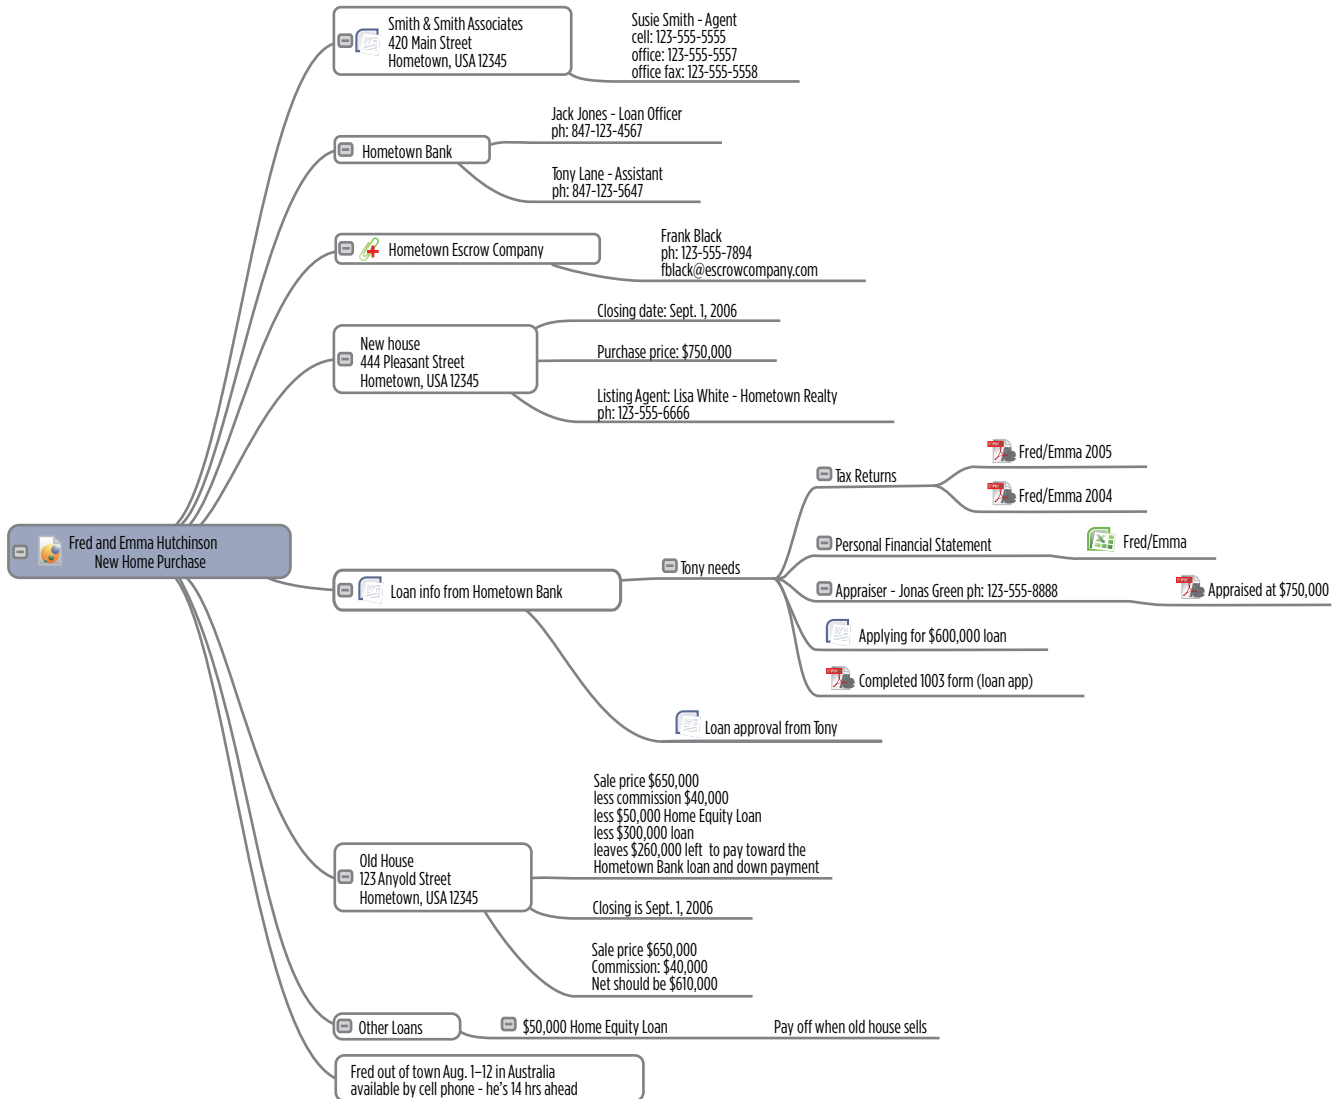 Smith & Smith Associates
420 Main Street
Hometown, USA 12345
Susie Smith - Agent
cell: 123-555-5555
office: 123-555-5557
office fax: 123-555-5558
Hometown Bank
Jack Jones - Loan Officer
ph: 847-123-4567
Tony Lane - Assistant
ph: 847-123-5647
Hometown Escrow Company
Frank Black
ph: 123-555-7894
fblack@escrowcompany.com
New house
444 Pleasant Street
Hometown, USA 12345
Closing date: Sept. 1, 2006
Purchase price: $750,000
Listing Agent: Lisa White - Hometown Realty
ph: 123-555-6666
Fred and Emma Hutchinson
New Home Purchase
Loan info from Hometown Bank
Tony needs
Tax Returns
Fred/Emma 2005
Fred/Emma 2004
Personal Financial Statement
Fred/Emma
Appraiser - Jonas Green ph: 123-555-8888
Appraised at $750,000
Applying for $600,000 loan
Completed 1003 form (loan app)
Loan approval from Tony
Old House
123 Anyold Street
Hometown, USA 12345
Sale price $650,000
less commission $40,000
less $50,000 Home Equity Loan
less $300,000 loan
leaves $260,000 left to pay toward the
Hometown Bank loan and down payment
Closing is Sept. 1, 2006
Sale price $650,000
Commission: $40,000
Net should be $610,000
Other Loans
$50,000 Home Equity Loan
Pay off when old house sells
Fred out of town Aug. 1–12 in Australia
available by cell phone - he's 14 hrs ahead